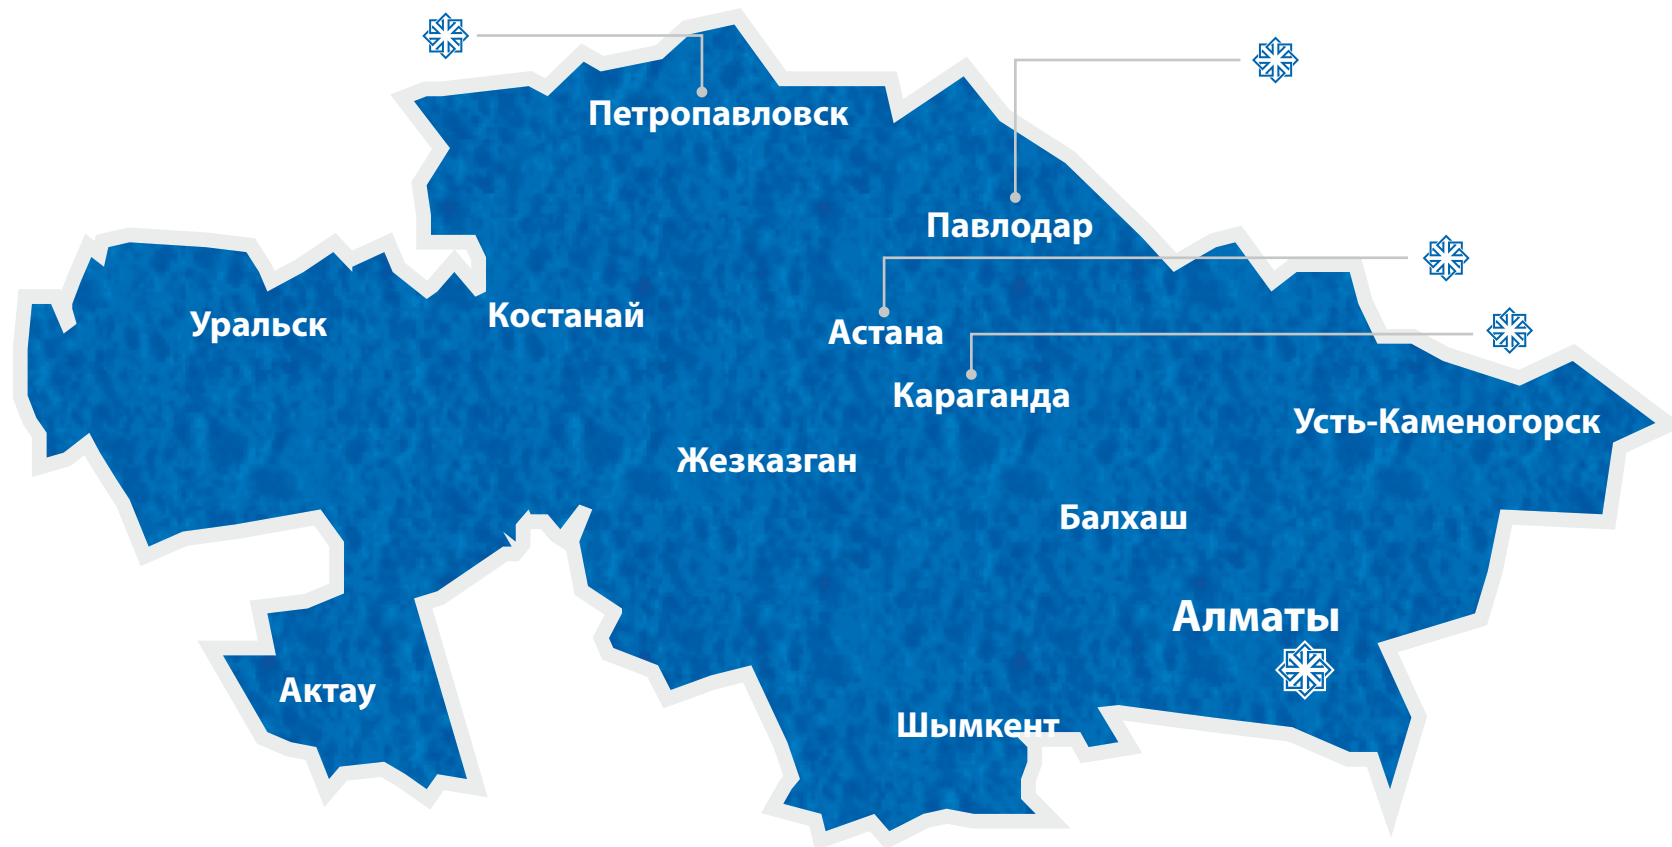 Петропавловск
Павлодар
Костанай
Уральск
Астана
Караганда
Усть-Каменогорск
Жезказган
Балхаш
Алматы
Актау
Шымкент